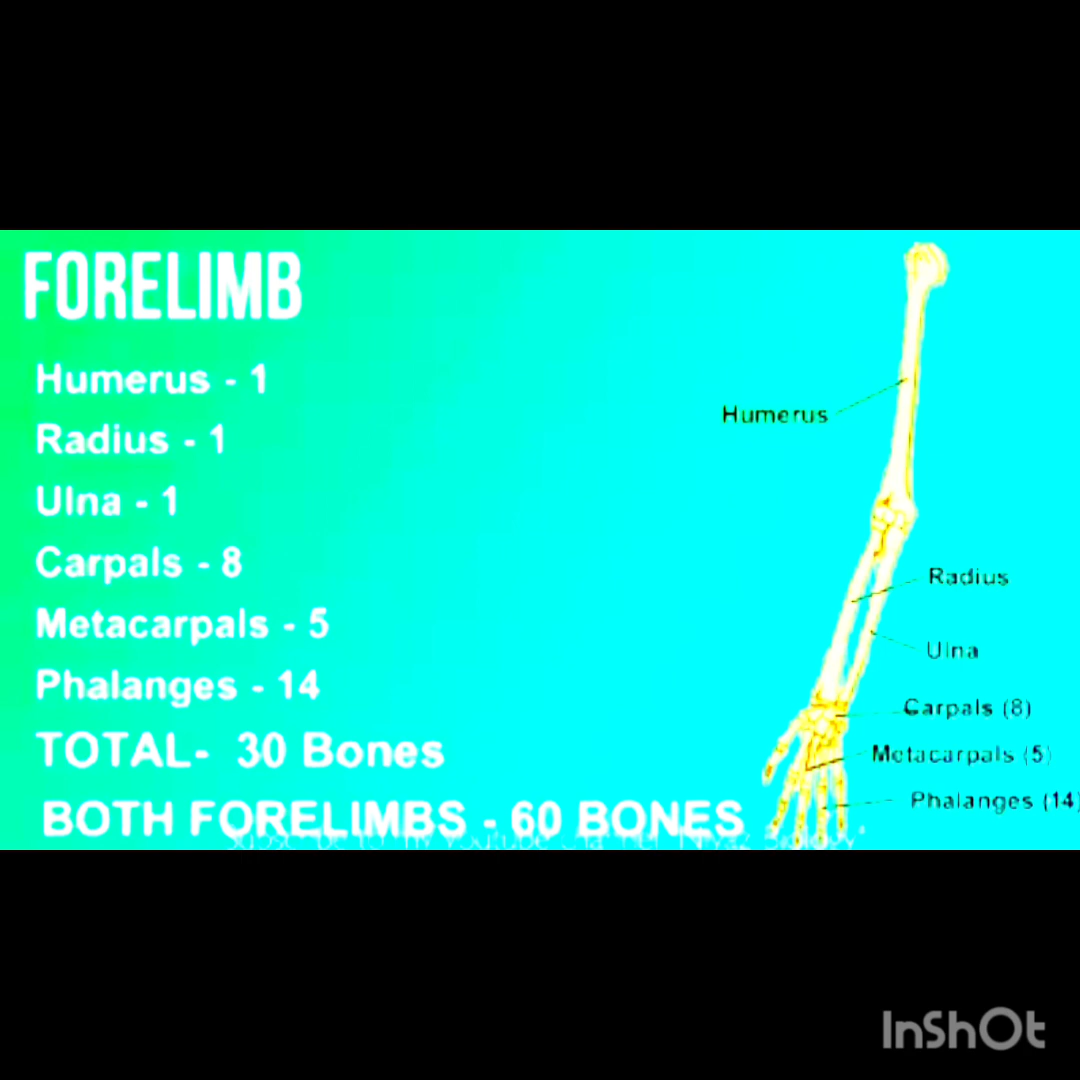 FORELIMB
Humerus - 1
Radius - 1
Ulna - 1
Carpals - 8
Metacarpals - 5
Phalanges - 14
TOTAL- 30 Bones
BOTH FORELIMBS - 60 BONES
Humerus
Radius
Ulna
Carpals (8)
Metacarpals (5)
Phalanges (14)
InShOt